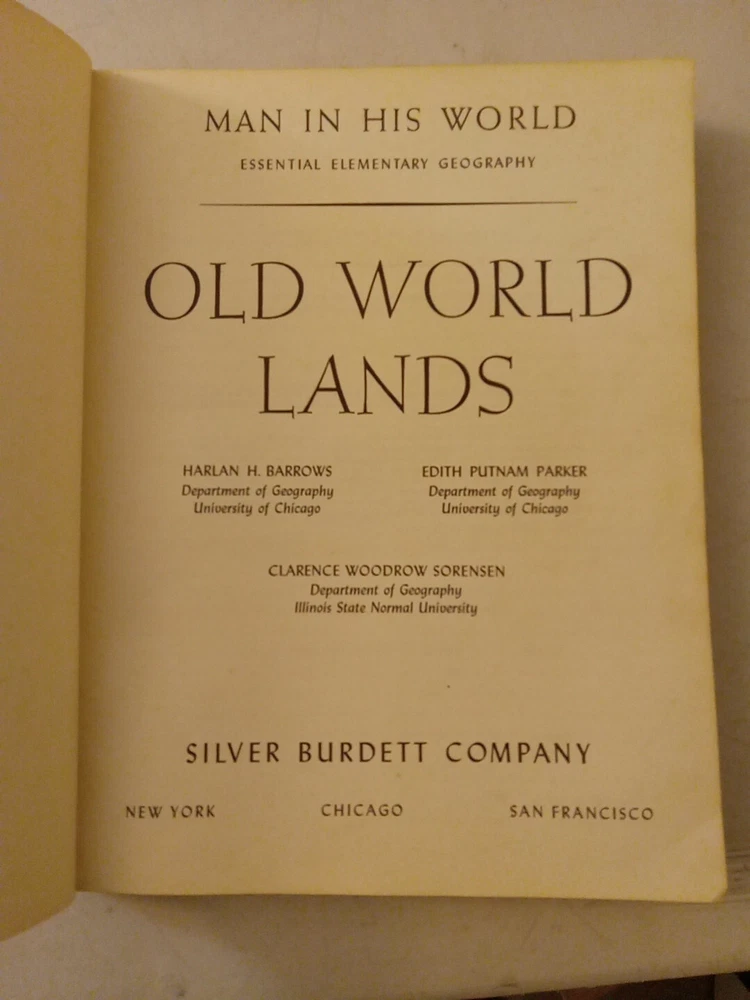 MAN IN HIS WORLD
ESSENTIAL ELEMENTARY GEOGRAPHY
OLD WORLD
LANDS
HARLAN H. BARROWS
Department of Geography
University of Chicago
EDITH PUTNAM PARKER
Department of Geography
University of Chicago
CLARENCE WOODROW SORENSEN
Department of Geography
Illinois State Normal University
SILVER BURDETT COMPANY
NEW YORK CHICAGO SAN FRANCISCO